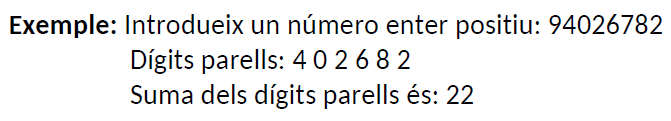 Exemple: Introdueix un número enter positiu: 94026782
Dígits parells: 4 0 2 6 8 2
Suma dels dígits parells és: 22